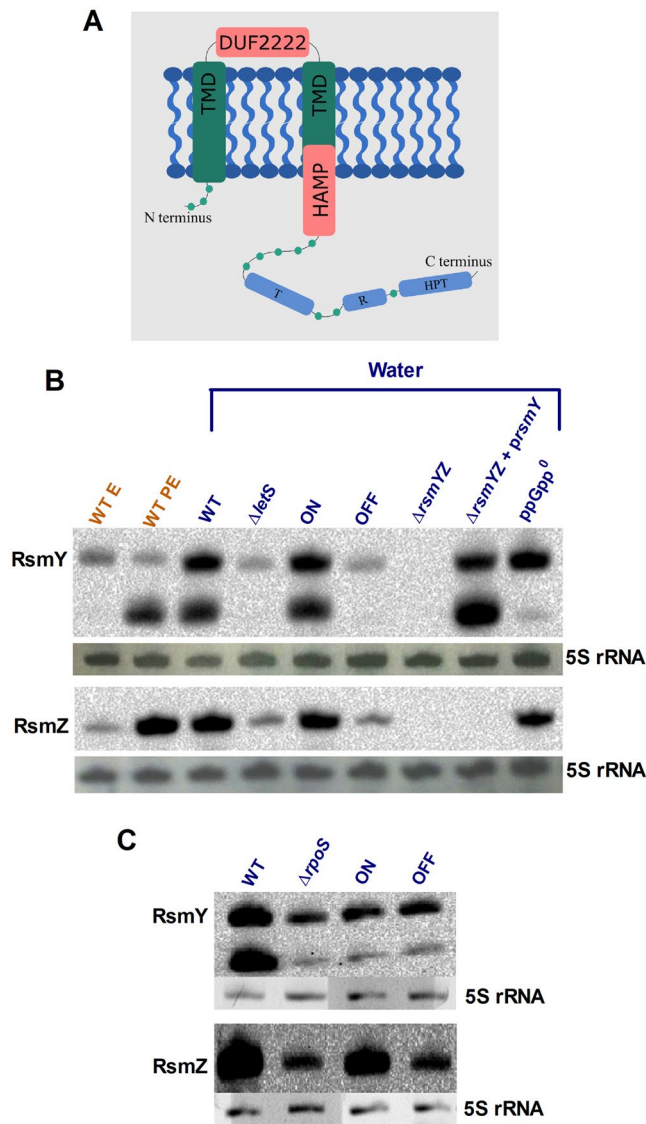 A
DUF2222
TMD
TMD
HAMP
N terminus
C terminus
T
R
HPT
B
Water
WT E
WT PE
WT
ΔletS
ON
OFF
ΔrsmYZ
ΔrsmYZ + prsmY
ppGpp⁰
RsmY
5S rRNA
RsmZ
5S rRNA
C
WT
ΔrpoS
ON
OFF
RsmY
5S rRNA
RsmZ
5S rRNA